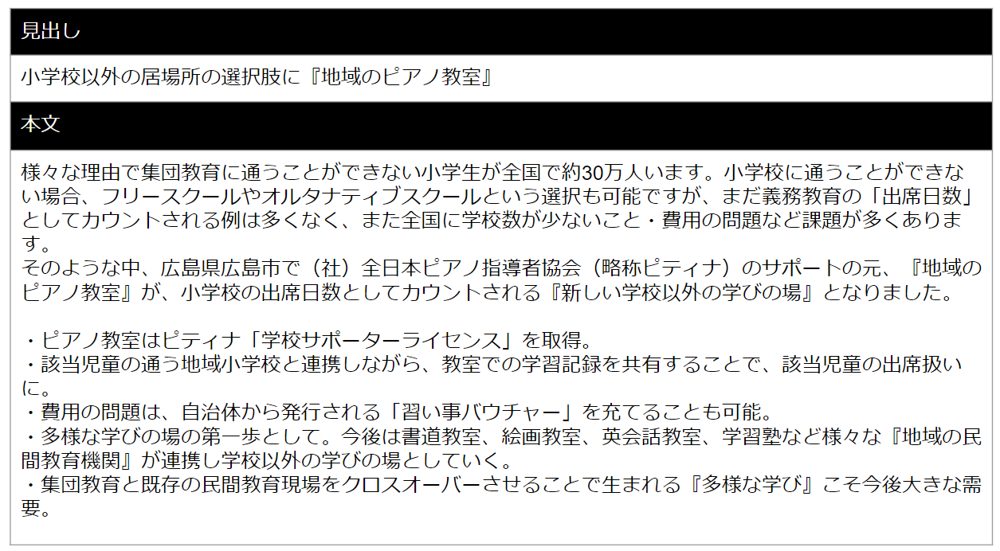 見出し
小学校以外の居場所の選択肢に『地域のピアノ教室』
本文
様々な理由で集団教育に通うことができない小学生が全国で約30万人います。小学校に通うことができな
い場合、フリースクールやオルタナティブスクールという選択も可能ですが、まだ義務教育の「出席日数」
としてカウントされる例は多くなく、また全国に学校数が少ないこと・費用の問題など課題が多くありま
す。
そのような中、広島県広島市で（社）全日本ピアノ指導者協会（略称ピティナ）のサポートの元、『地域の
ピアノ教室』が、小学校の出席日数としてカウントされる『新しい学校以外の学びの場』となりました。
・ピアノ教室はピティナ「学校サポーターライセンス」を取得。
・該当児童の通う地域小学校と連携しながら、教室での学習記録を共有することで、該当児童の出席扱い
に。
・費用の問題は、自治体から発行される「習い事バウチャー」を充てることも可能。
・多様な学びの場の第一歩として。今後は書道教室、絵画教室、英会話教室、学習塾など様々な『地域の民
間教育機関』が連携し学校以外の学びの場としていく。
・集団教育と既存の民間教育現場をクロスオーバーさせることで生まれる『多様な学び』こそ今後大きな需
要。